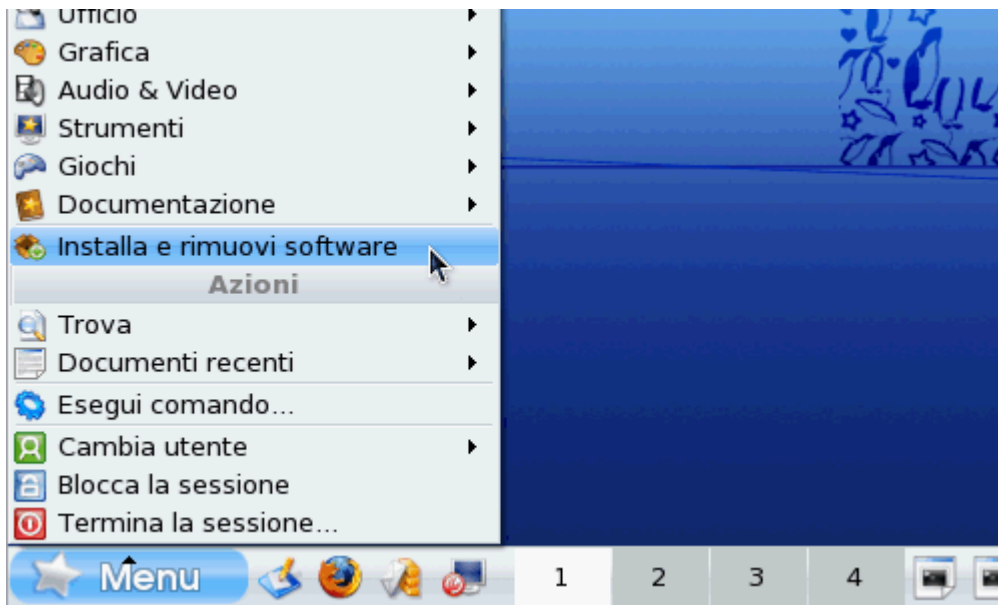 Ufficio
Grafica
Audio & Video
Strumenti
Giochi
Documentazione
Installa e rimuovi software
Azioni
Trova
Documenti recenti
Esegui comando...
Cambia utente
Blocca la sessione
Termina la sessione...
Menu 1 2 3 4